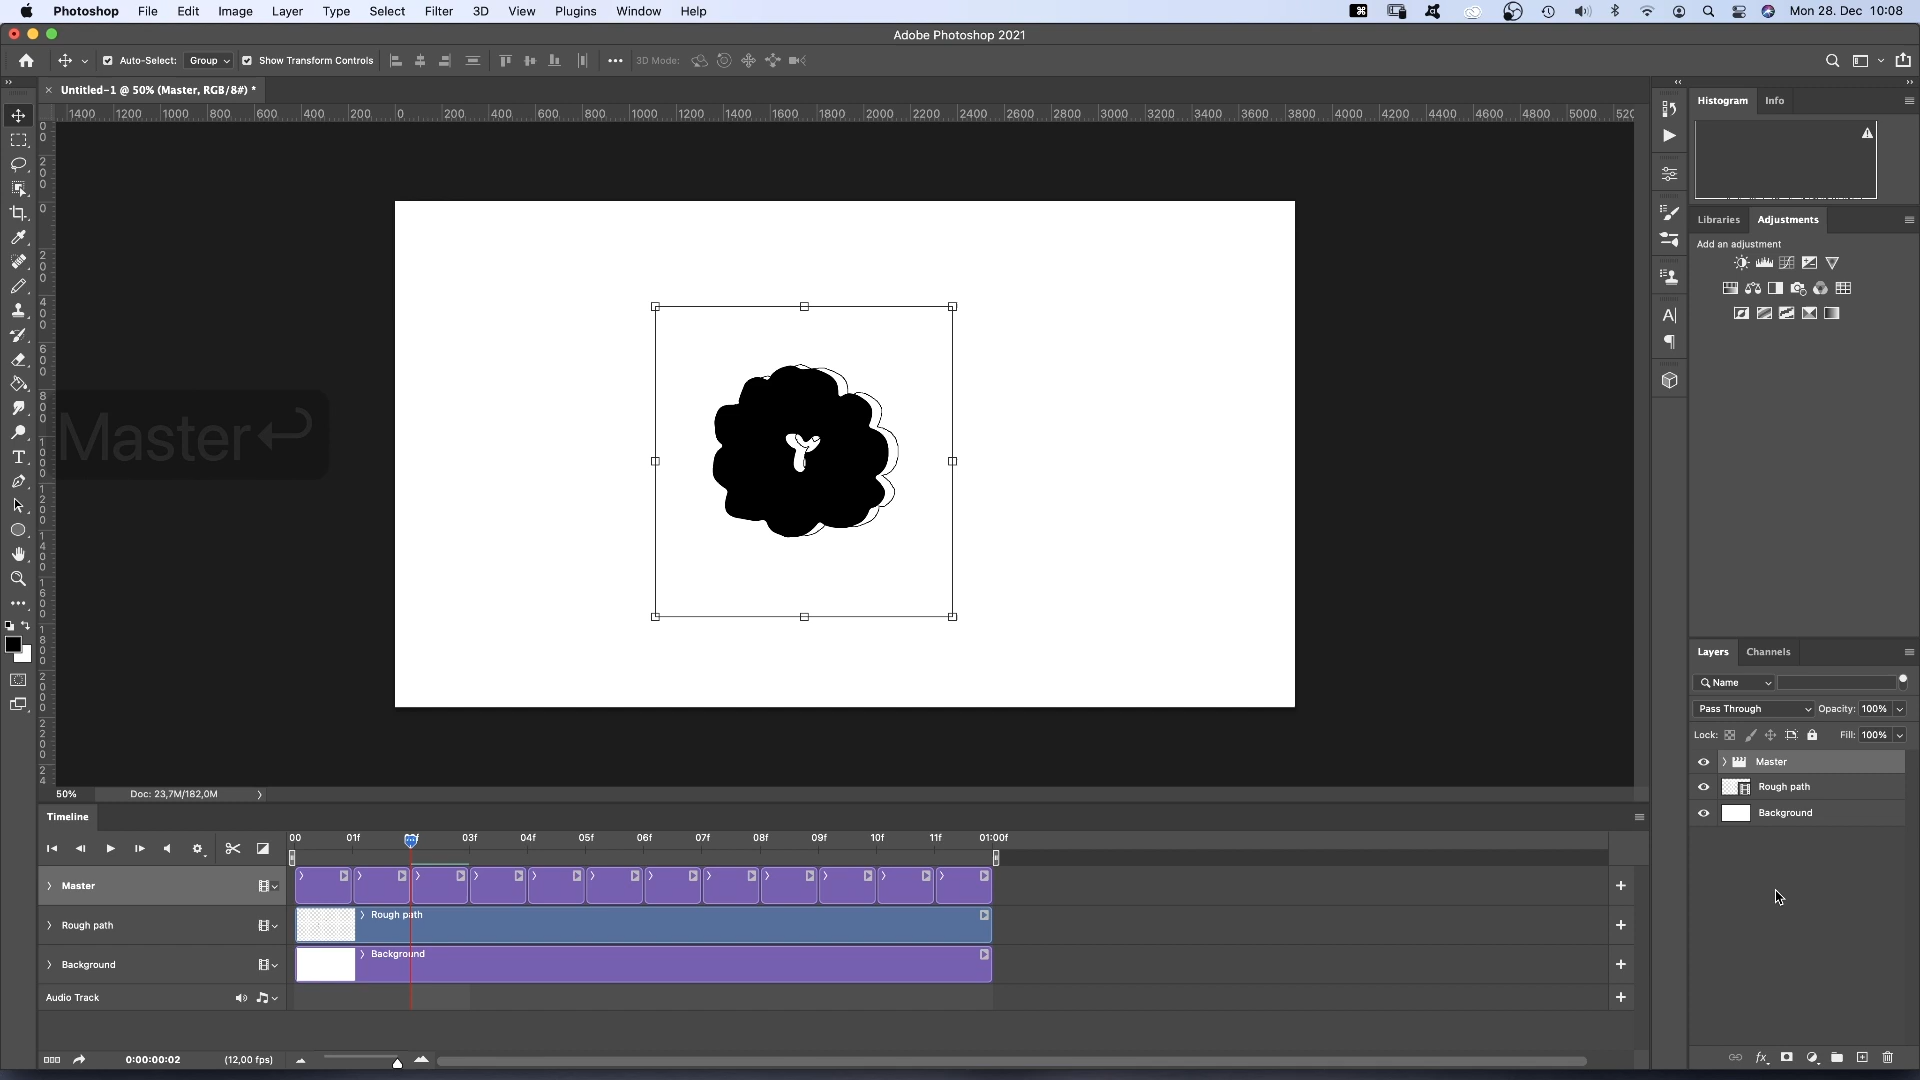 Photoshop File Edit Image Layer Type Select Filter 3D View Plugins Window Help Mon 28. Dec 10:08
Adobe Photoshop 2021
Auto-Select: Group Show Transform Controls 3D Mode:
Untitled-1 @ 50% (Master, RGB/8#) *
1400 1200 1000 800 600 400 200 0 200 400 600 800 1000 1200 1400 1600 1800 2000 2200 2400 2600 2800 3000 3200 3400 3600 3800 4000 4200 4400 4600 4800 5000 520
Histogram Info
Libraries Adjustments
Add an adjustment
Master
Layers Channels
Name
Pass Through Opacity: 100%
Lock: Fill: 100%
Master
Rough path
Background
50% Doc: 23,7M/182,0M
Timeline
00 01f 02f 03f 04f 05f 06f 07f 08f 09f 10f 11f 01:00f
Master
Rough path Rough path
Background Background
Audio Track
0:00:00:02 (12,00 fps)